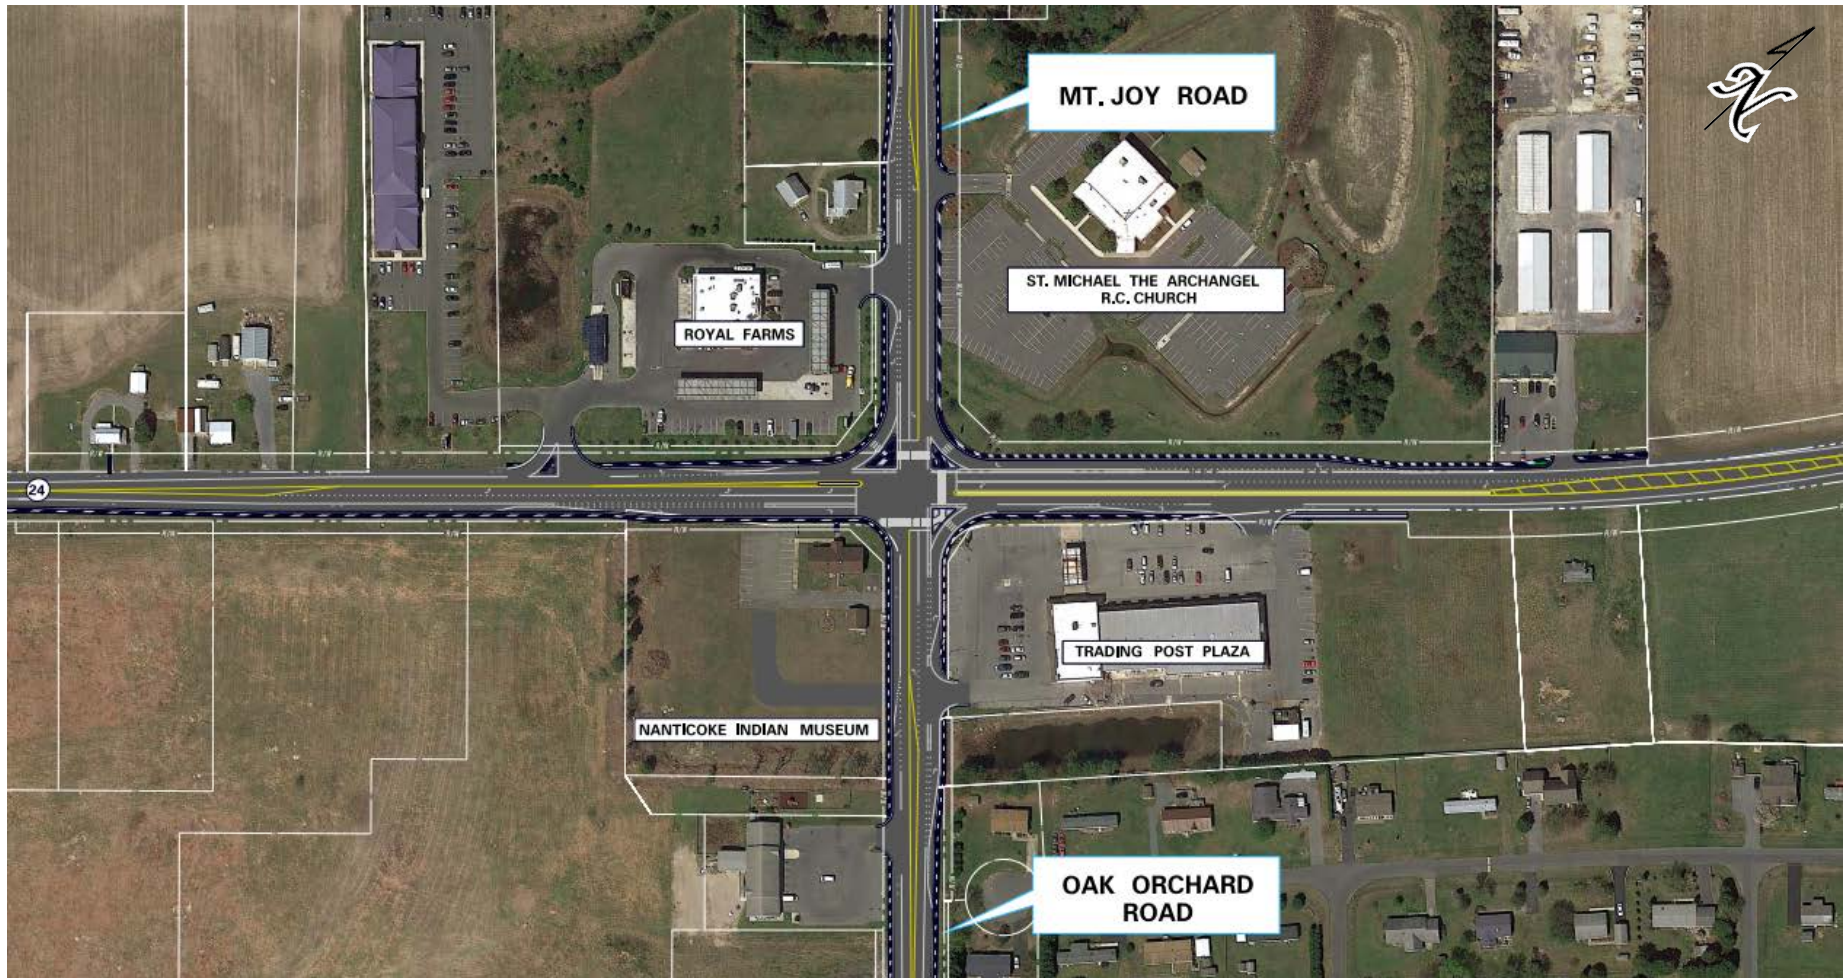 MT. JOY ROAD
ST. MICHAEL THE ARCHANGEL
R.C. CHURCH
ROYAL FARMS
R/W
R/W
R/W
R/W
R/W
24
R/W
R/W
R/W
R/W
R/W
TRADING POST PLAZA
NANTICOKE INDIAN MUSEUM
OAK ORCHARD
ROAD